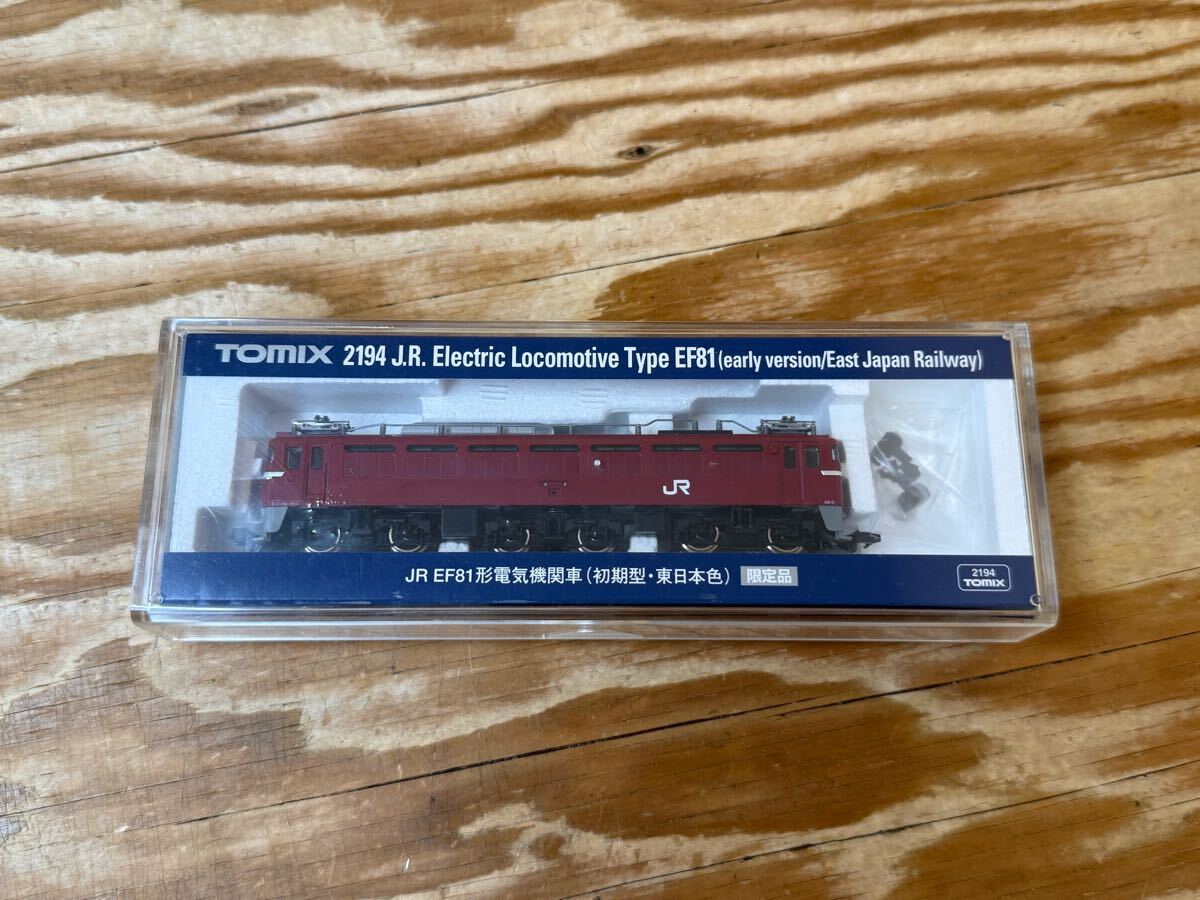 TOMIX 2194 J.R. Electric Locomotive Type EF81 (early version/East Japan Railway)
JR
JR EF81形電気機関車(初期型・東日本色) 限定品
2194
TOMIX